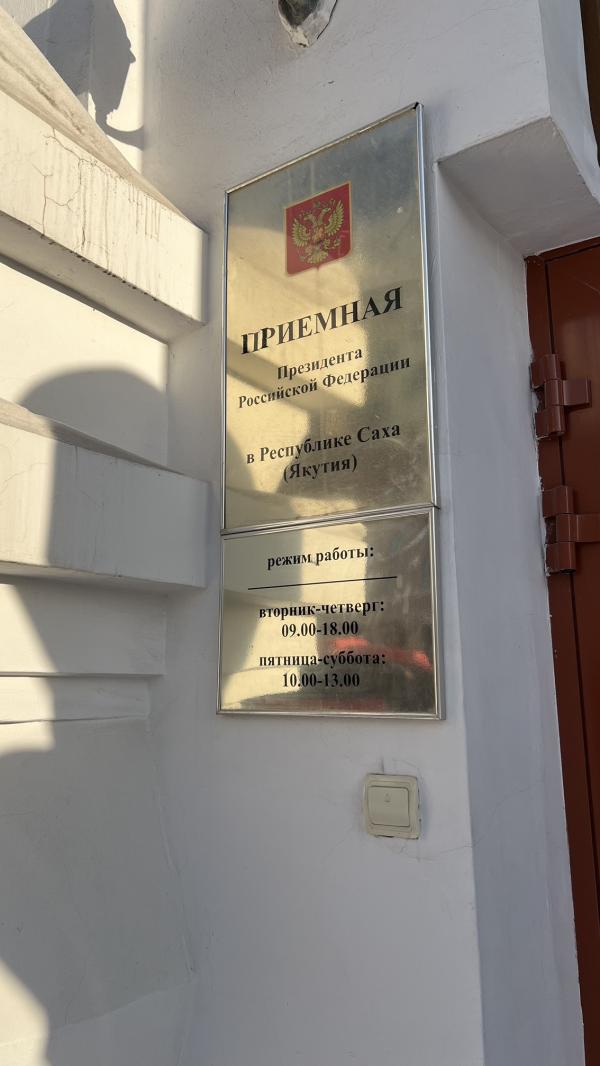 ПРИЕМНАЯ
Президента
Российской Федерации
в Республике Саха
(Якутия)
режим работы:
вторник-четверг:
09.00-18.00
пятница-суббота:
10.00-13.00